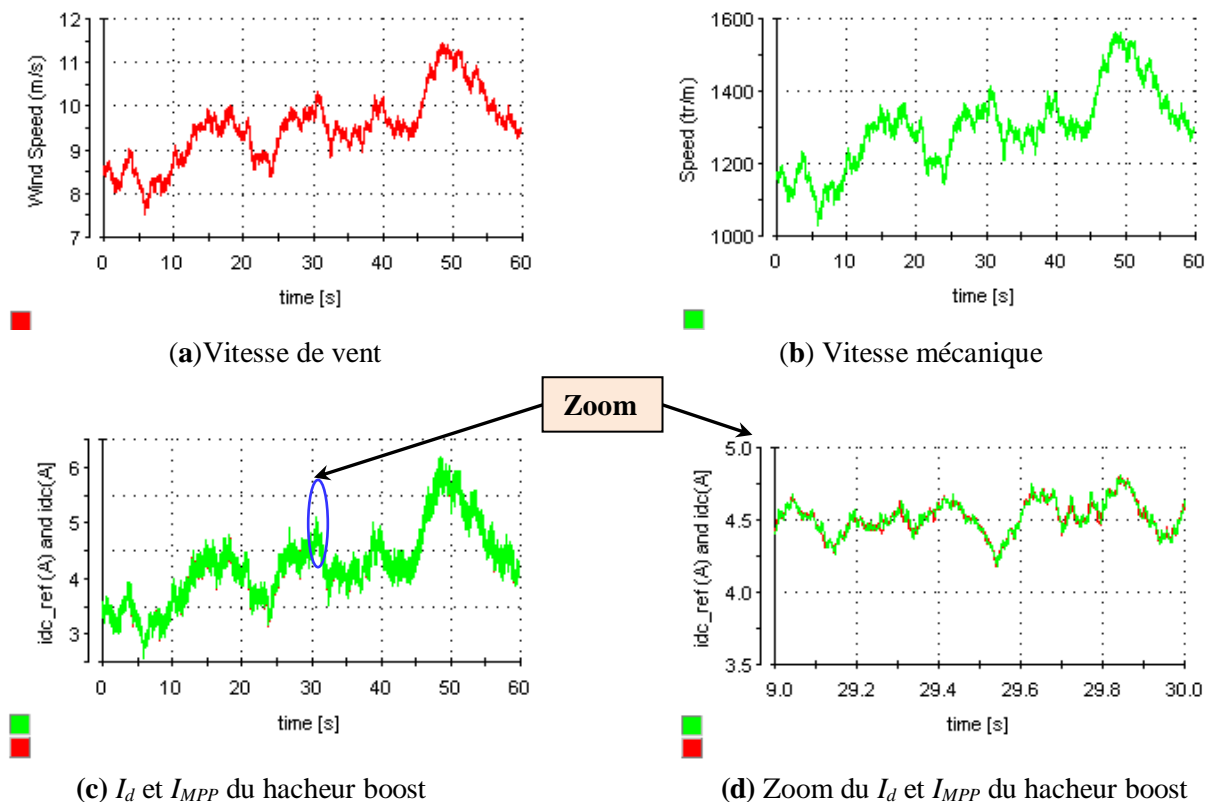 12
11
10
9
8
7
Wind Speed (m/s)
0 10 20 30 40 50 60
time [s]
(a)Vitesse de vent
1600
1400
1200
1000
Speed (tr/m)
0 10 20 30 40 50 60
time [s]
(b) Vitesse mécanique
Zoom
6
5
4
3
idc_ref (A) and idc(A]
0 10 20 30 40 50 60
time [s]
(c) Id et IMPP du hacheur boost
5.0
4.5
4.0
3.5
idc_ref (A) and idc(A]
9.0 29.2 29.4 29.6 29.8 30.0
time [s]
(d) Zoom du Id et IMPP du hacheur boost